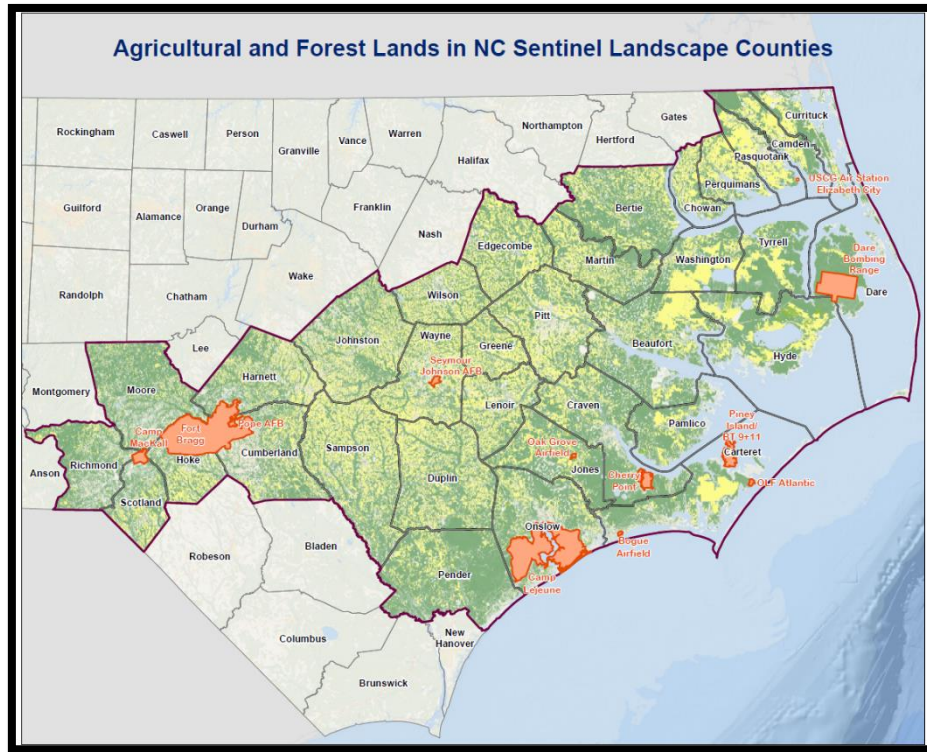 Agricultural and Forest Lands in NC Sentinel Landscape Counties
Rockingham
Caswell
Person
Granville
Vance
Warren
Northampton
Hertford
Gates
Currituck
Camden
Pasquotank
Halifax
USCG Air Station
Elizabeth City
Perquimans
Chowan
Guilford
Alamance
Orange
Durham
Franklin
Nash
Bertie
Edgecombe
Martin
Washington
Tyrrell
Dare
Bombing
Range
Dare
Randolph
Chatham
Wake
Wilson
Pitt
Johnston
Wayne
Greene
Beaufort
Hyde
Lee
Seymour
Johnson AFB
Montgomery
Moore
Harnett
Lenoir
Craven
Pamlico
Camp
MacKall
Fort
Bragg
Pope AFB
Piney
Island/
BT 9+11
Carteret
Anson
Richmond
Hoke
Cumberland
Sampson
Duplin
Oak Grove
Airfield
Jones
Cherry
Point
OLF Atlantic
Scotland
Onslow
Bogue
Airfield
Robeson
Bladen
Pender
Camp
Lejeune
Columbus
New
Hanover
Brunswick